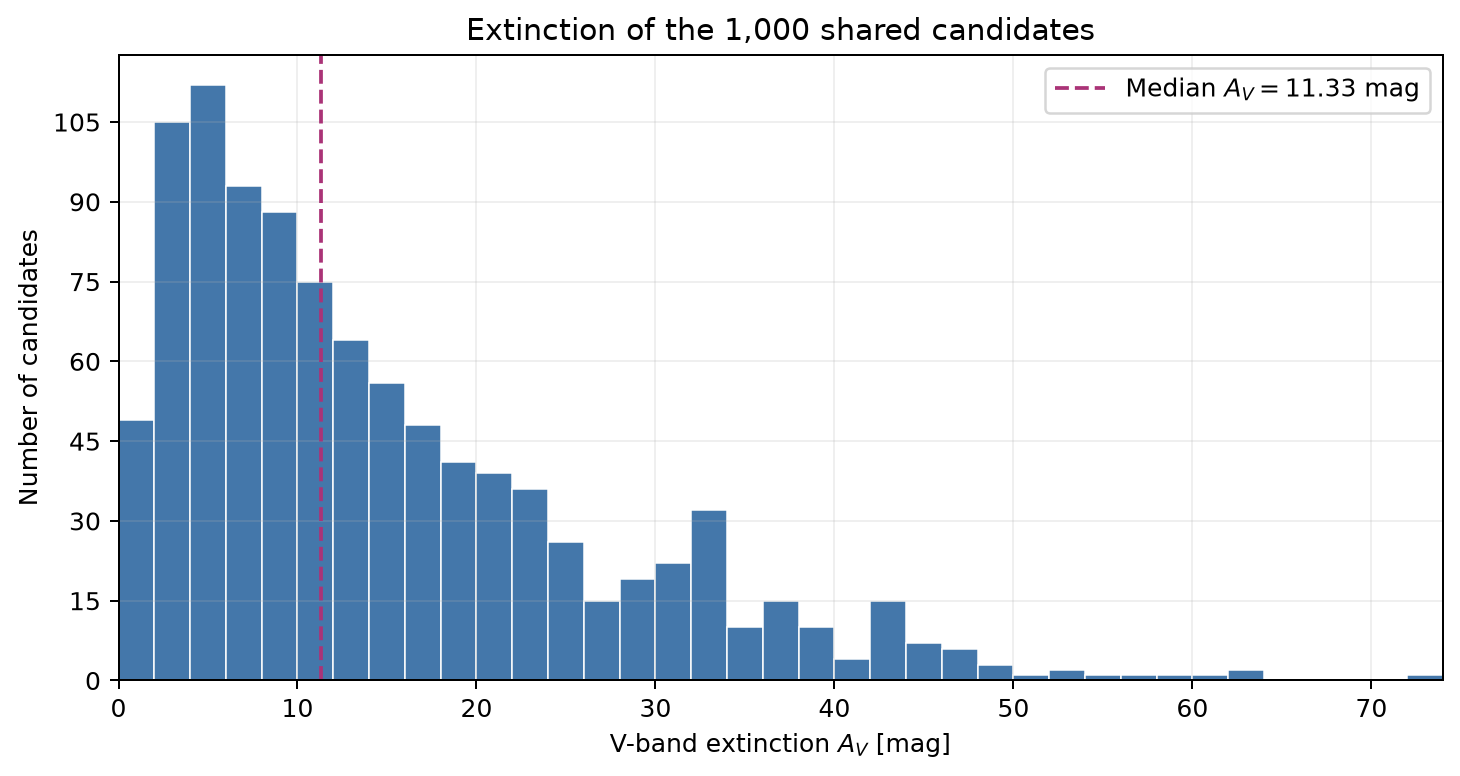 Extinction of the 1,000 shared candidates
Median A_V = 11.33 mag
Number of candidates
105
90
75
60
45
30
15
0
0 10 20 30 40 50 60 70
V-band extinction A_V [mag]